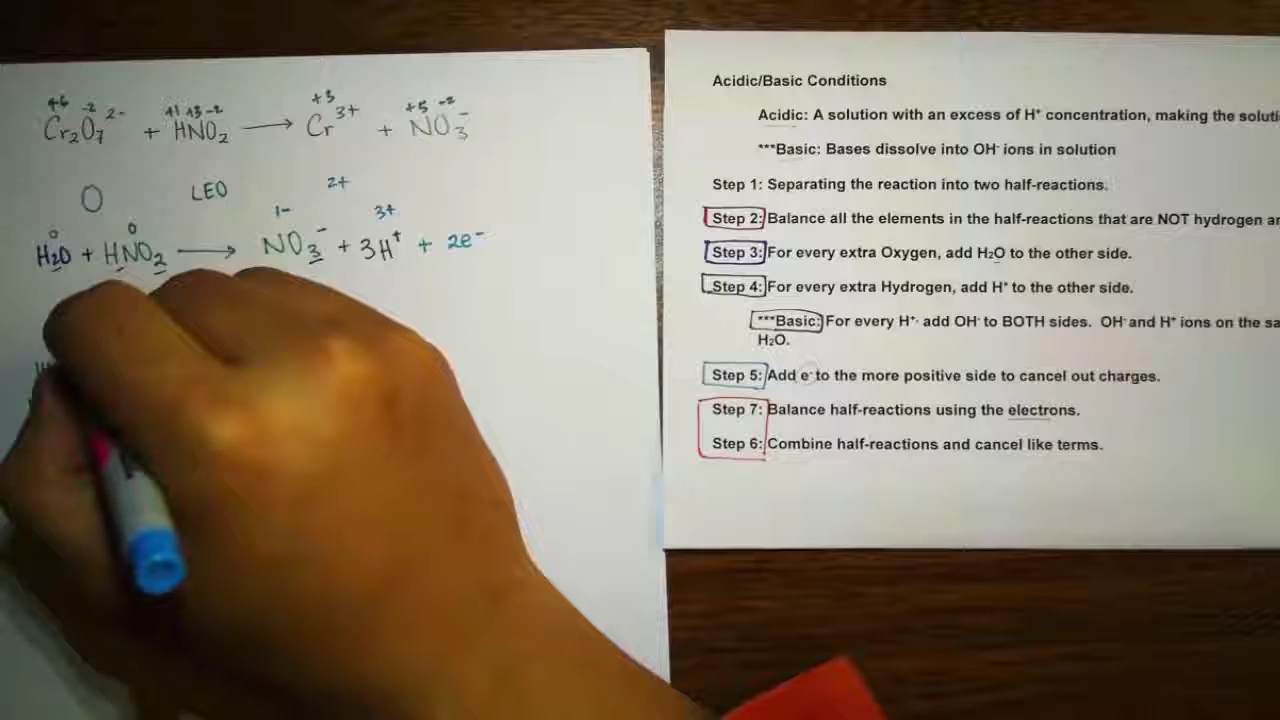 +6 -2 2- +1 +3 -2 +3 3+ +5 -2 -
Cr2O7 + HNO2 → Cr + NO3
O LEO 2+
0 0 1- 3+
H2O + HNO2 → NO3- + 3H+ + 2e-
Acidic/Basic Conditions
Acidic: A solution with an excess of H+ concentration, making the
***Basic: Bases dissolve into OH- ions in solution
Step 1: Separating the reaction into two half-reactions.
Step 2: Balance all the elements in the half-reactions that are NOT hydrogen
Step 3: For every extra Oxygen, add H2O to the other side.
Step 4: For every extra Hydrogen, add H+ to the other side.
***Basic: For every H+, add OH- to BOTH sides. OH- and H+ ions on the
H2O.
Step 5: Add e- to the more positive side to cancel out charges.
Step 7: Balance half-reactions using the electrons.
Step 6: Combine half-reactions and cancel like terms.